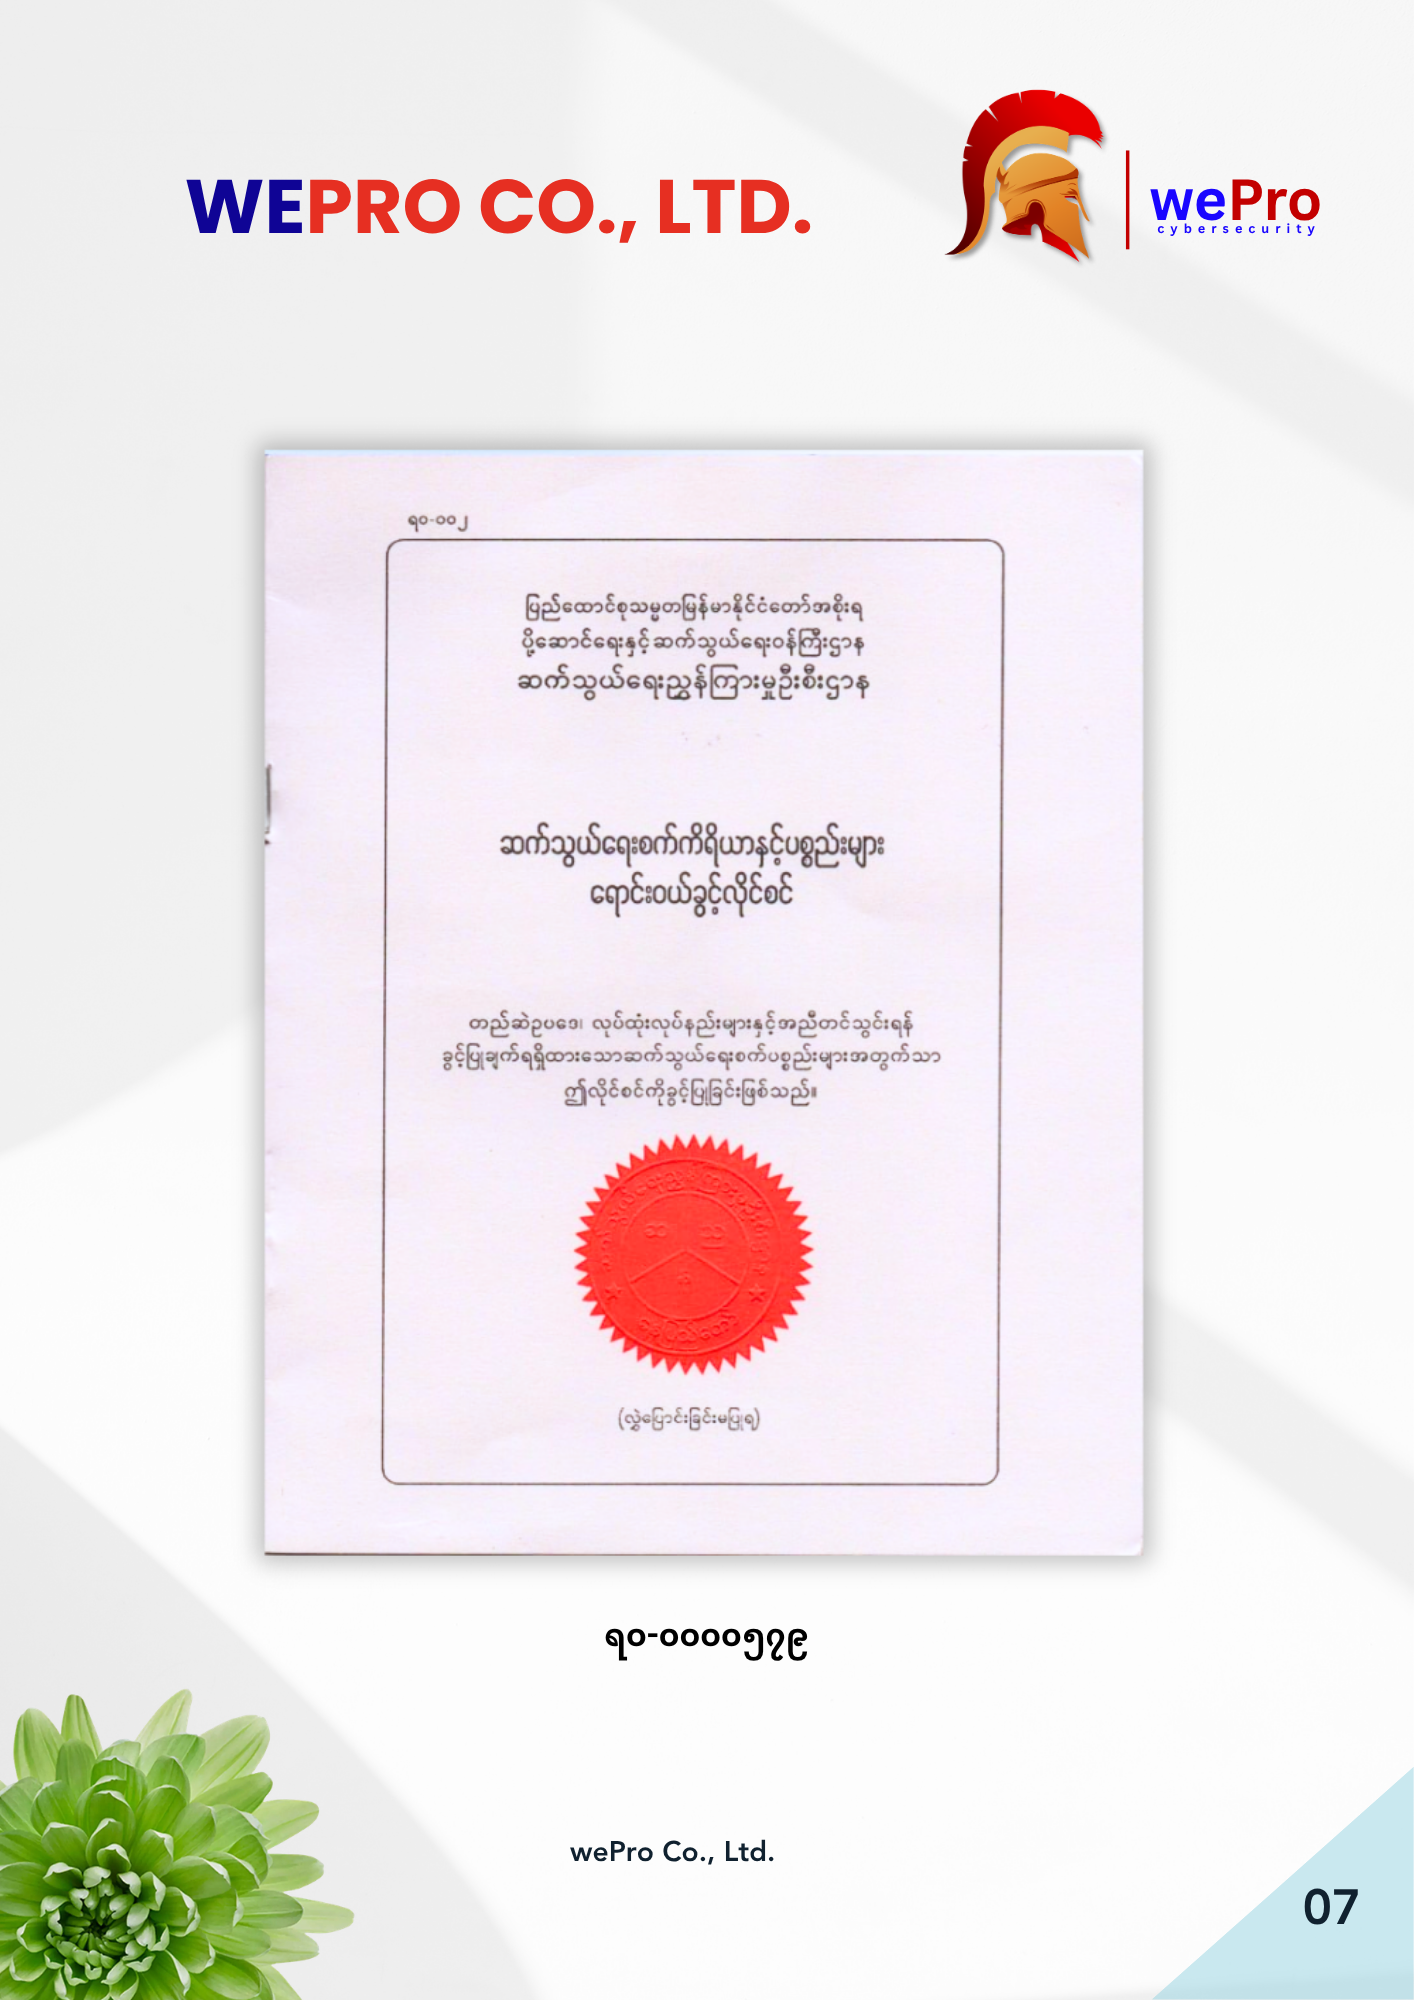 WEPRO CO., LTD.
wePro
cybersecurity
ရဝ-၀၀၂
ပြည်ထောင်စုသမ္မတမြန်မာနိုင်ငံတော်အစိုးရ
ပို့ဆောင်ရေးနှင့်ဆက်သွယ်ရေးဝန်ကြီးဌာန
ဆက်သွယ်ရေးညွှန်ကြားမှုဦးစီးဌာန
ဆက်သွယ်ရေးစက်ကိရိယာနှင့်ပစ္စည်းများ
ရောင်းဝယ်ခွင့်လိုင်စင်
တည်ဆဲဥပဒေ၊ လုပ်ထုံးလုပ်နည်းများနှင့်အညီတင်သွင်းရန်
ခွင့်ပြုချက်ရရှိထားသောဆက်သွယ်ရေးစက်ပစ္စည်းများအတွက်သာ
ဤလိုင်စင်ကိုခွင့်ပြုခြင်းဖြစ်သည်။
ဆ ည
နေပြည်တော်
(လွှဲပြောင်းခြင်းမပြုရ)
ရဝ-၀၀၀၀၅၇၉
wePro Co., Ltd.
07